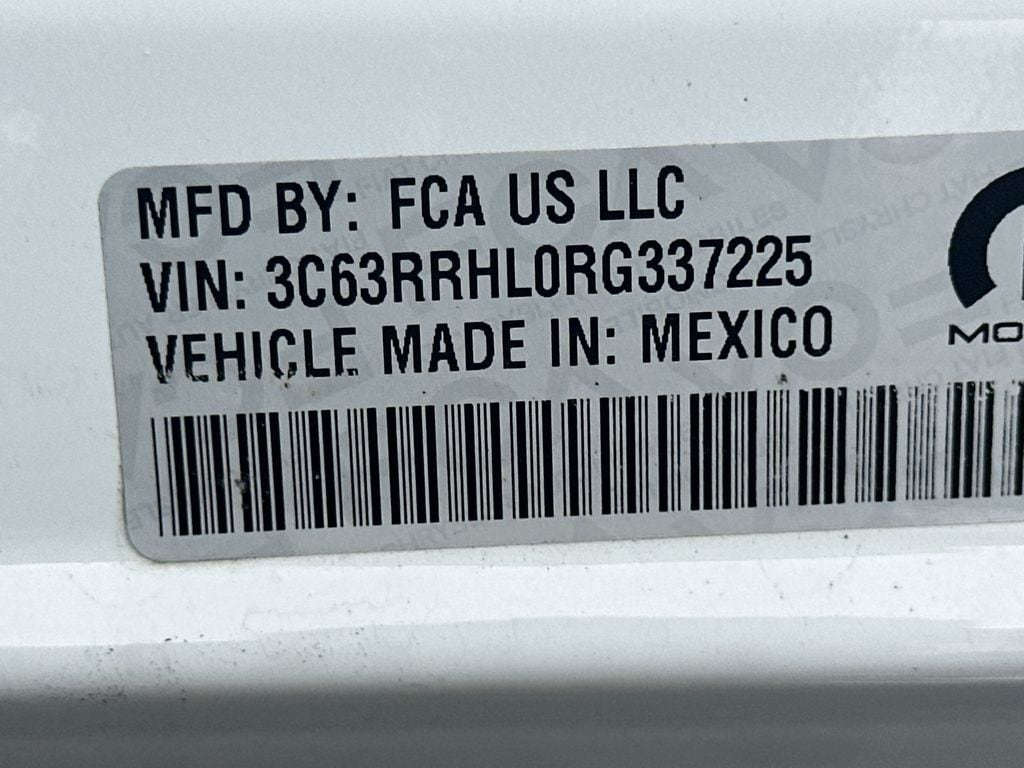 MFD BY: FCA US LLC
VIN: 3C63RRHL0RG337225
VEHICLE MADE IN: MEXICO